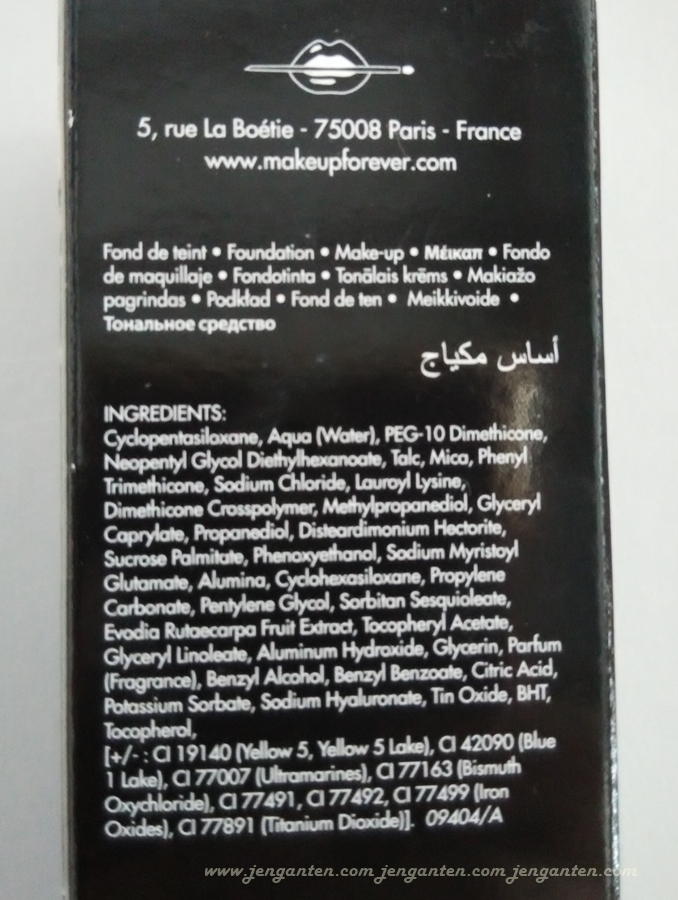 5, rue La Boétie - 75008 Paris - France
www.makeupforever.com
Fond de teint • Foundation • Make-up • Μέικαπ • Fondo
de maquillaje • Fondotinta • Tonālais krēms • Makiažo
pagrindas • Podkład • Fond de ten • Meikkivoide •
Тональное средство
أساس مكياج
INGREDIENTS:
Cyclopentasiloxane, Aqua (Water), PEG-10 Dimethicone,
Neopentyl Glycol Diethylhexanoate, Talc, Mica, Phenyl
Trimethicone, Sodium Chloride, Lauroyl Lysine,
Dimethicone Crosspolymer, Methylpropanediol, Glyceryl
Caprylate, Propanediol, Disteardimonium Hectorite,
Sucrose Palmitate, Phenoxyethanol, Sodium Myristoyl
Glutamate, Alumina, Cyclohexasiloxane, Propylene
Carbonate, Pentylene Glycol, Sorbitan Sesquioleate,
Evodia Rutaecarpa Fruit Extract, Tocopheryl Acetate,
Glyceryl Linoleate, Aluminum Hydroxide, Glycerin, Parfum
(Fragrance), Benzyl Alcohol, Benzyl Benzoate, Citric Acid,
Potassium Sorbate, Sodium Hyaluronate, Tin Oxide, BHT,
Tocopherol,
[+/- : CI 19140 (Yellow 5, Yellow 5 Lake), CI 42090 (Blue
1 Lake), CI 77007 (Ultramarines), CI 77163 (Bismuth
Oxychloride), CI 77491, CI 77492, CI 77499 (Iron
Oxides), CI 77891 (Titanium Dioxide)]. 09404/A
www.jenganten.com jenganten.com jenganten.com